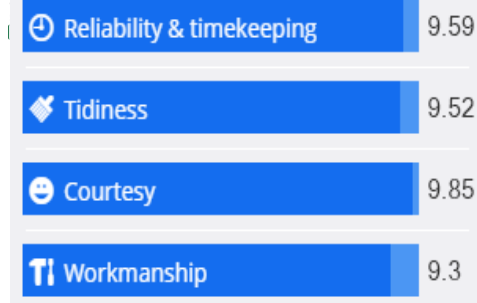 Reliability & timekeeping 9.59
Tidiness 9.52
Courtesy 9.85
Workmanship 9.3